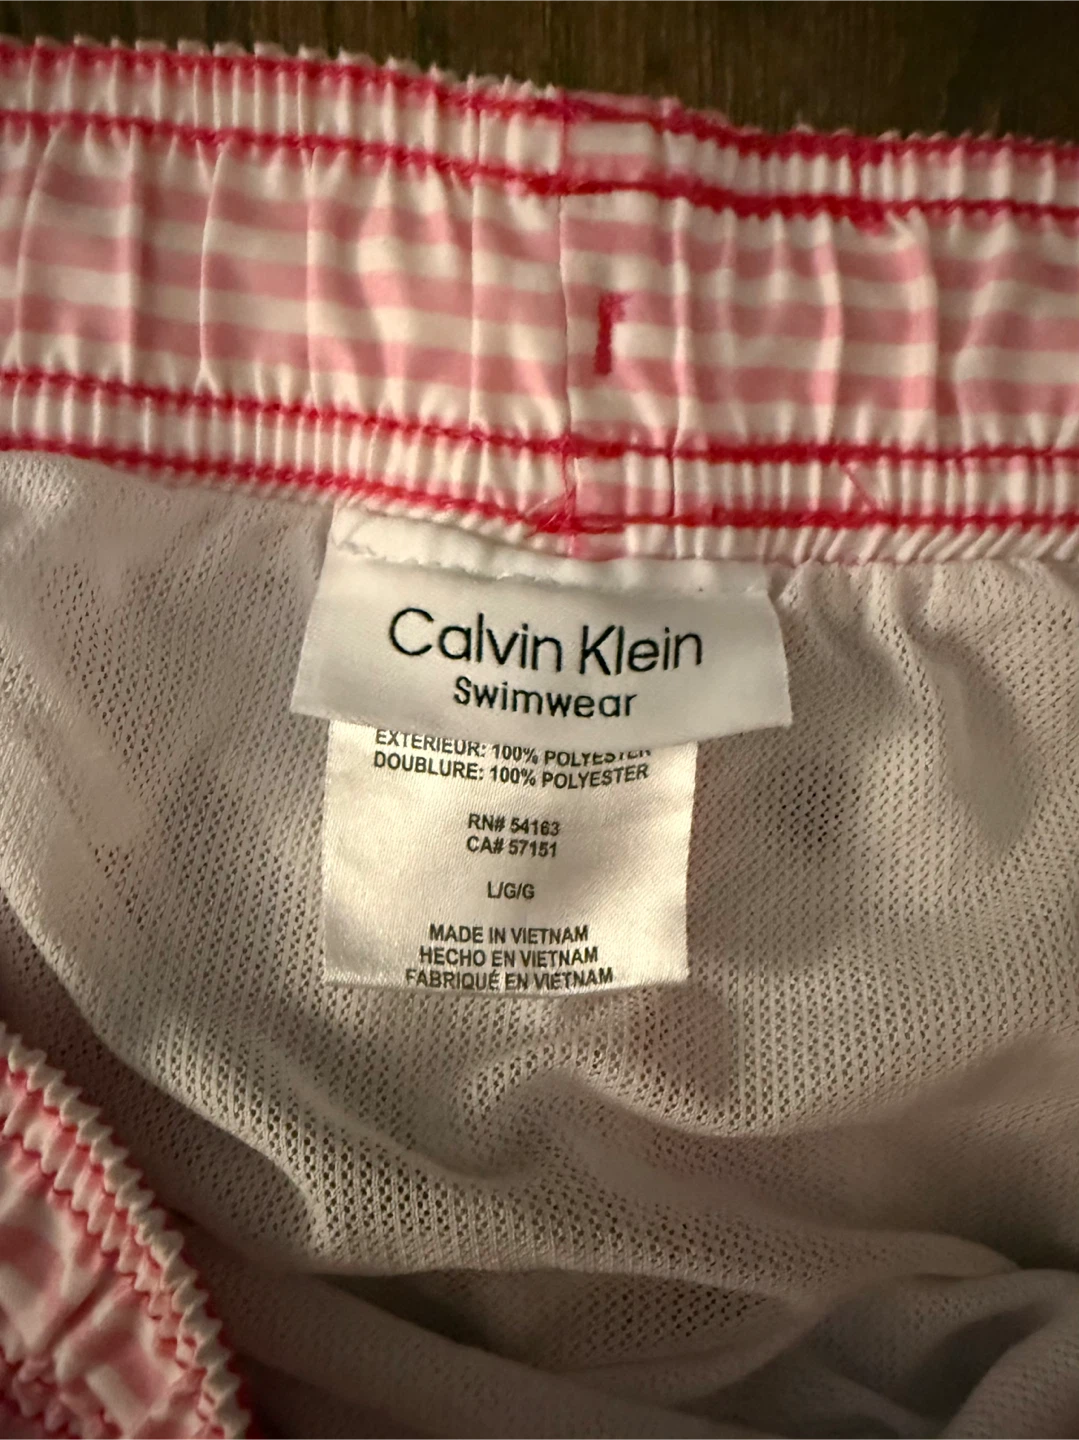 Calvin Klein
Swimwear
EXTERIEUR: 100% POLYESTER
DOUBLURE: 100% POLYESTER
RN# 54163
CA# 57151
L/G/G
MADE IN VIETNAM
HECHO EN VIETNAM
FABRIQUÉ EN VIETNAM